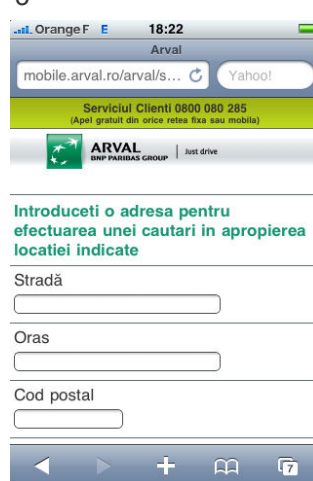 Orange F E 18:22
Arval
mobile.arval.ro/arval/s... Yahoo!
Serviciul Clienti 0800 080 285
(Apel gratuit din orice retea fixa sau mobila)
ARVAL
BNP PARIBAS GROUP
Just drive
Introduceti o adresa pentru
efectuarea unei cautari in apropierea
locatiei indicate
Stradă
Oras
Cod postal
7